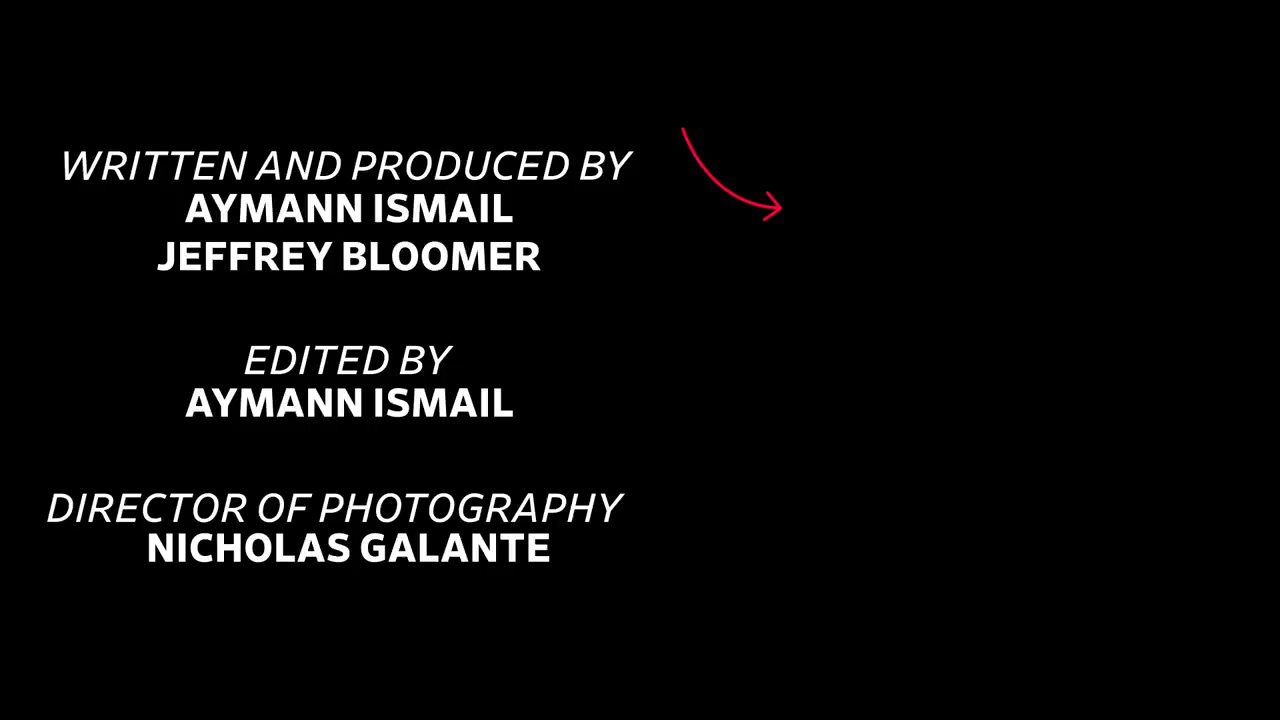 WRITTEN AND PRODUCED BY
AYMANN ISMAIL
JEFFREY BLOOMER
EDITED BY
AYMANN ISMAIL
DIRECTOR OF PHOTOGRAPHY
NICHOLAS GALANTE